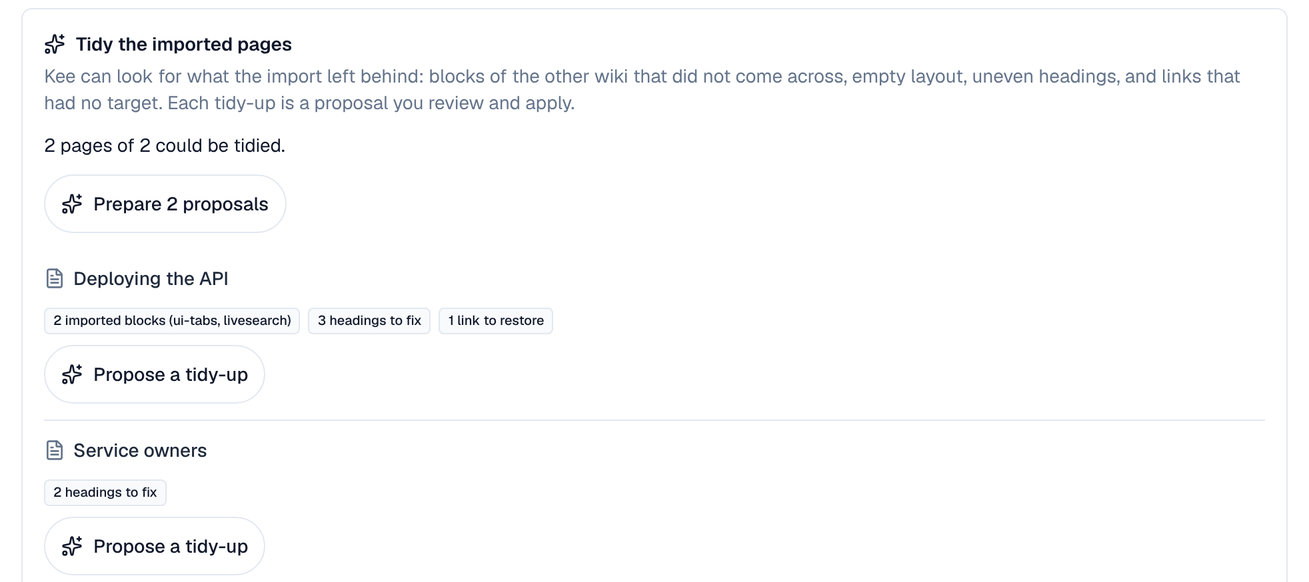 Tidy the imported pages
Kee can look for what the import left behind: blocks of the other wiki that did not come across, empty layout, uneven headings, and links that
had no target. Each tidy-up is a proposal you review and apply.
2 pages of 2 could be tidied.
Prepare 2 proposals
Deploying the API
2 imported blocks (ui-tabs, livesearch) 3 headings to fix 1 link to restore
Propose a tidy-up
Service owners
2 headings to fix
Propose a tidy-up